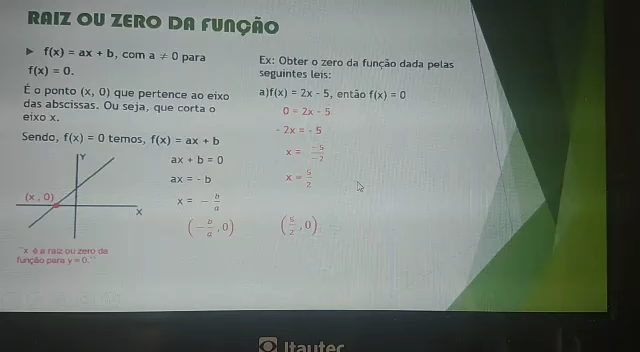 RAIZ OU ZERO DA FUNÇÃO
f(x) = ax + b, com a ≠ 0 para
f(x) = 0.
É o ponto (x, 0) que pertence ao eixo
das abscissas. Ou seja, que corta o
eixo x.
Sendo, f(x) = 0 temos, f(x) = ax + b
ax + b = 0
ax = - b
x = - b/a
(- b/a , 0)
Y
(x , 0)
X
"x é a raiz ou zero da
função para y = 0."
Ex: Obter o zero da função dada pelas
seguintes leis:
a)f(x) = 2x - 5, então f(x) = 0
0 = 2x - 5
- 2x = - 5
x = -5/-2
x = 5/2
(5/2 , 0)
Itautec